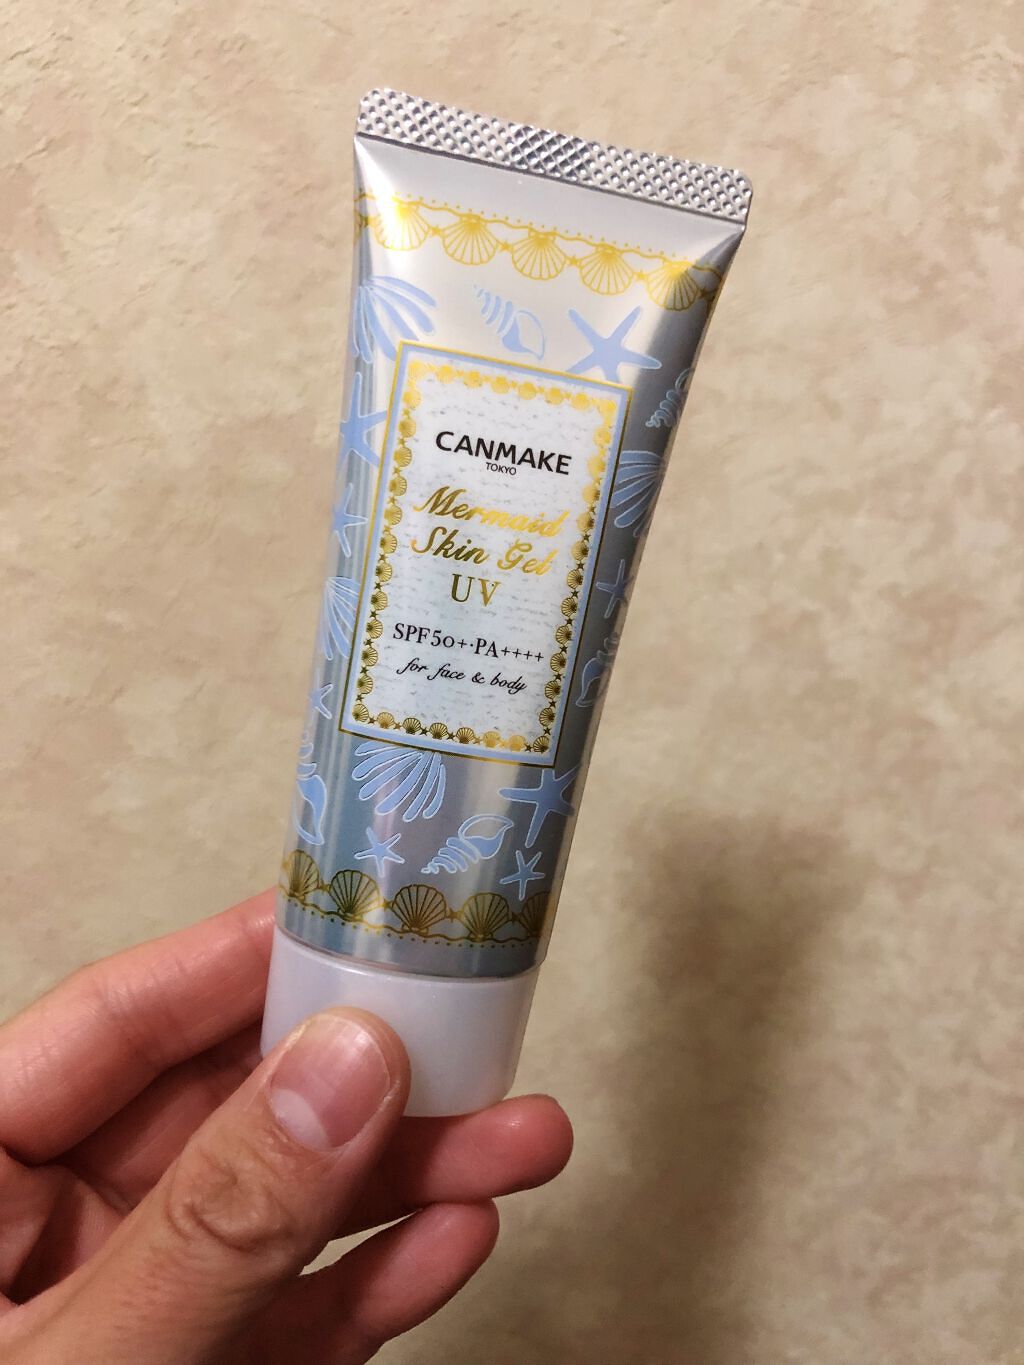 CANMAKE
TOKYO
Mermaid
Skin Gel
UV
SPF50+·PA++++
for face & body